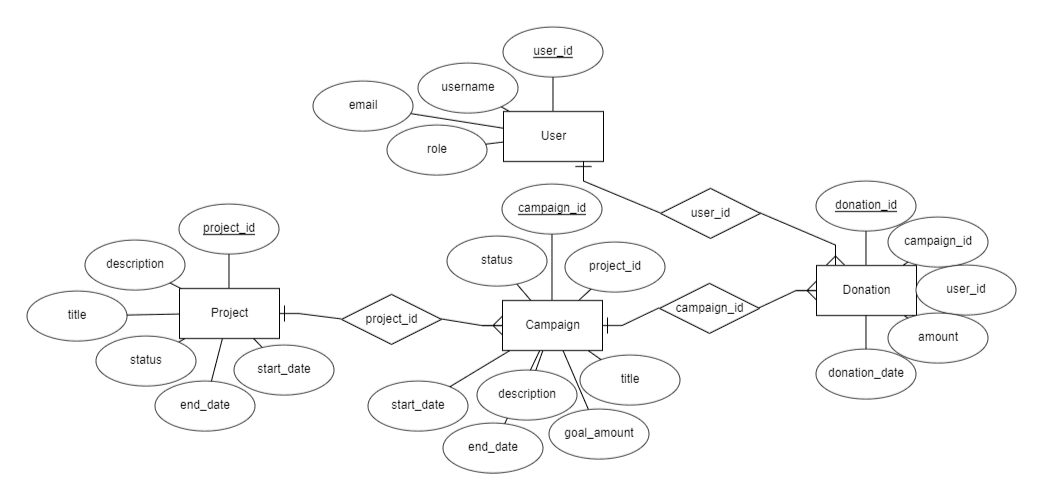 user_id
username
email
User
role
campaign_id
donation_id
user_id
project_id
campaign_id
status
description
project_id
user_id
Donation
campaign_id
title
Project
project_id
Campaign
amount
status
start_date
title
donation_date
description
end_date
start_date
goal_amount
end_date